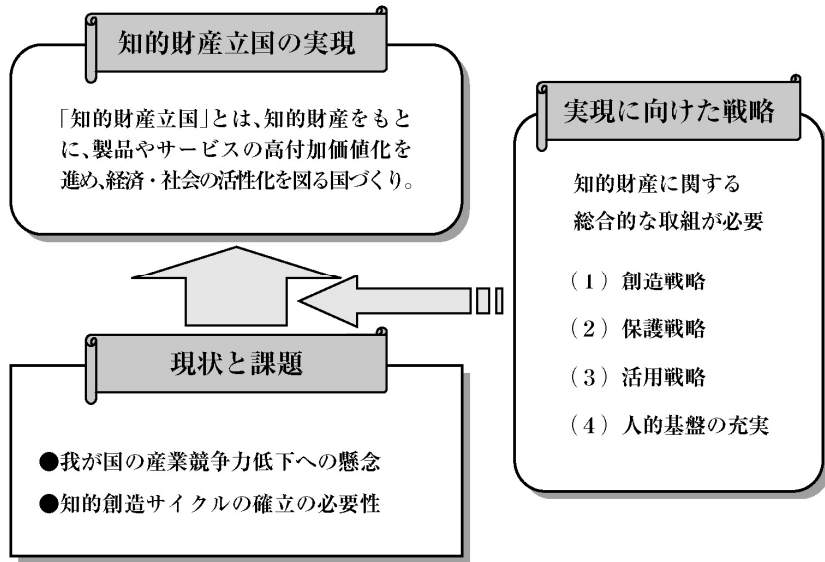 知的財産立国の実現
「知的財産立国」とは、知的財産をもと
に、製品やサービスの高付加価値化を
進め、経済・社会の活性化を図る国づくり。
実現に向けた戦略
知的財産に関する
総合的な取組が必要
（1）創造戦略
（2）保護戦略
（3）活用戦略
（4）人的基盤の充実
現状と課題
●我が国の産業競争力低下への懸念
●知的創造サイクルの確立の必要性